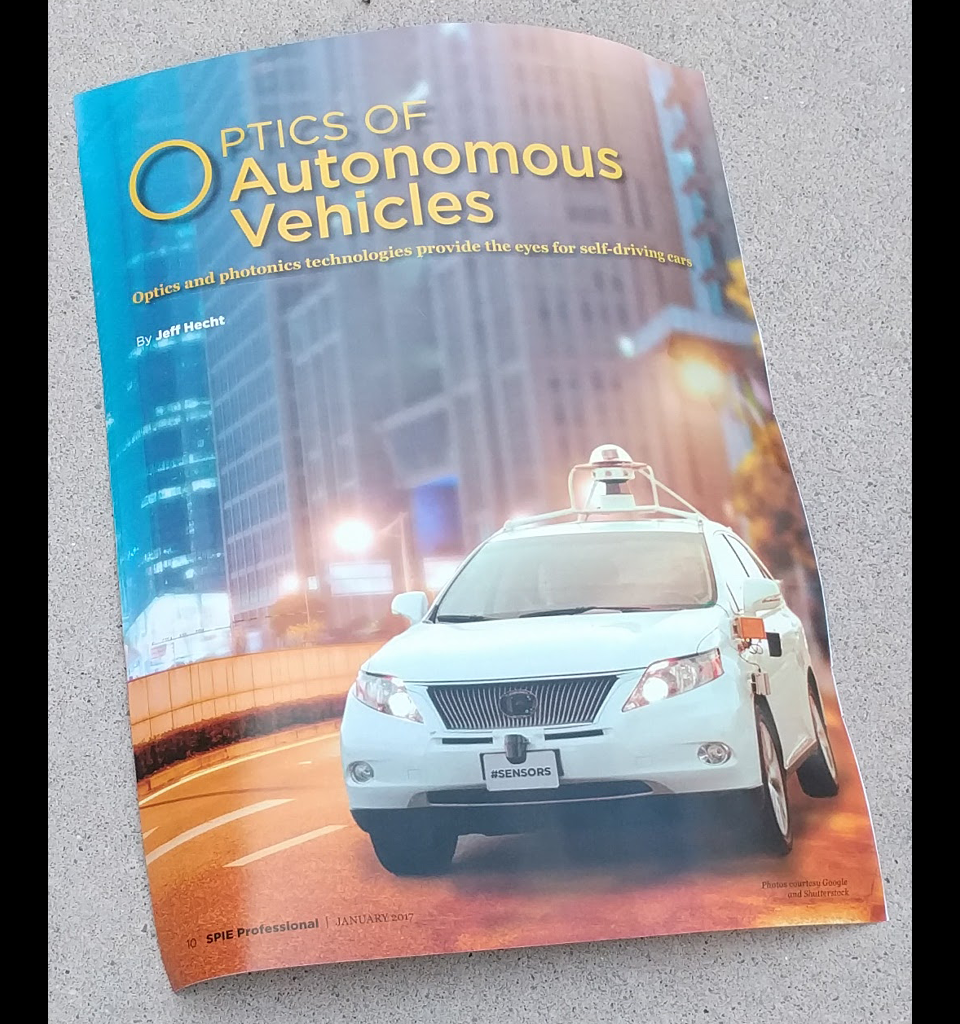 OPTICS OF
Autonomous
Vehicles
Optics and photonics technologies provide the eyes for self-driving cars
By Jeff Hecht
#SENSORS
Photos courtesy Google
and Shutterstock
10 SPIE Professional | JANUARY 2017